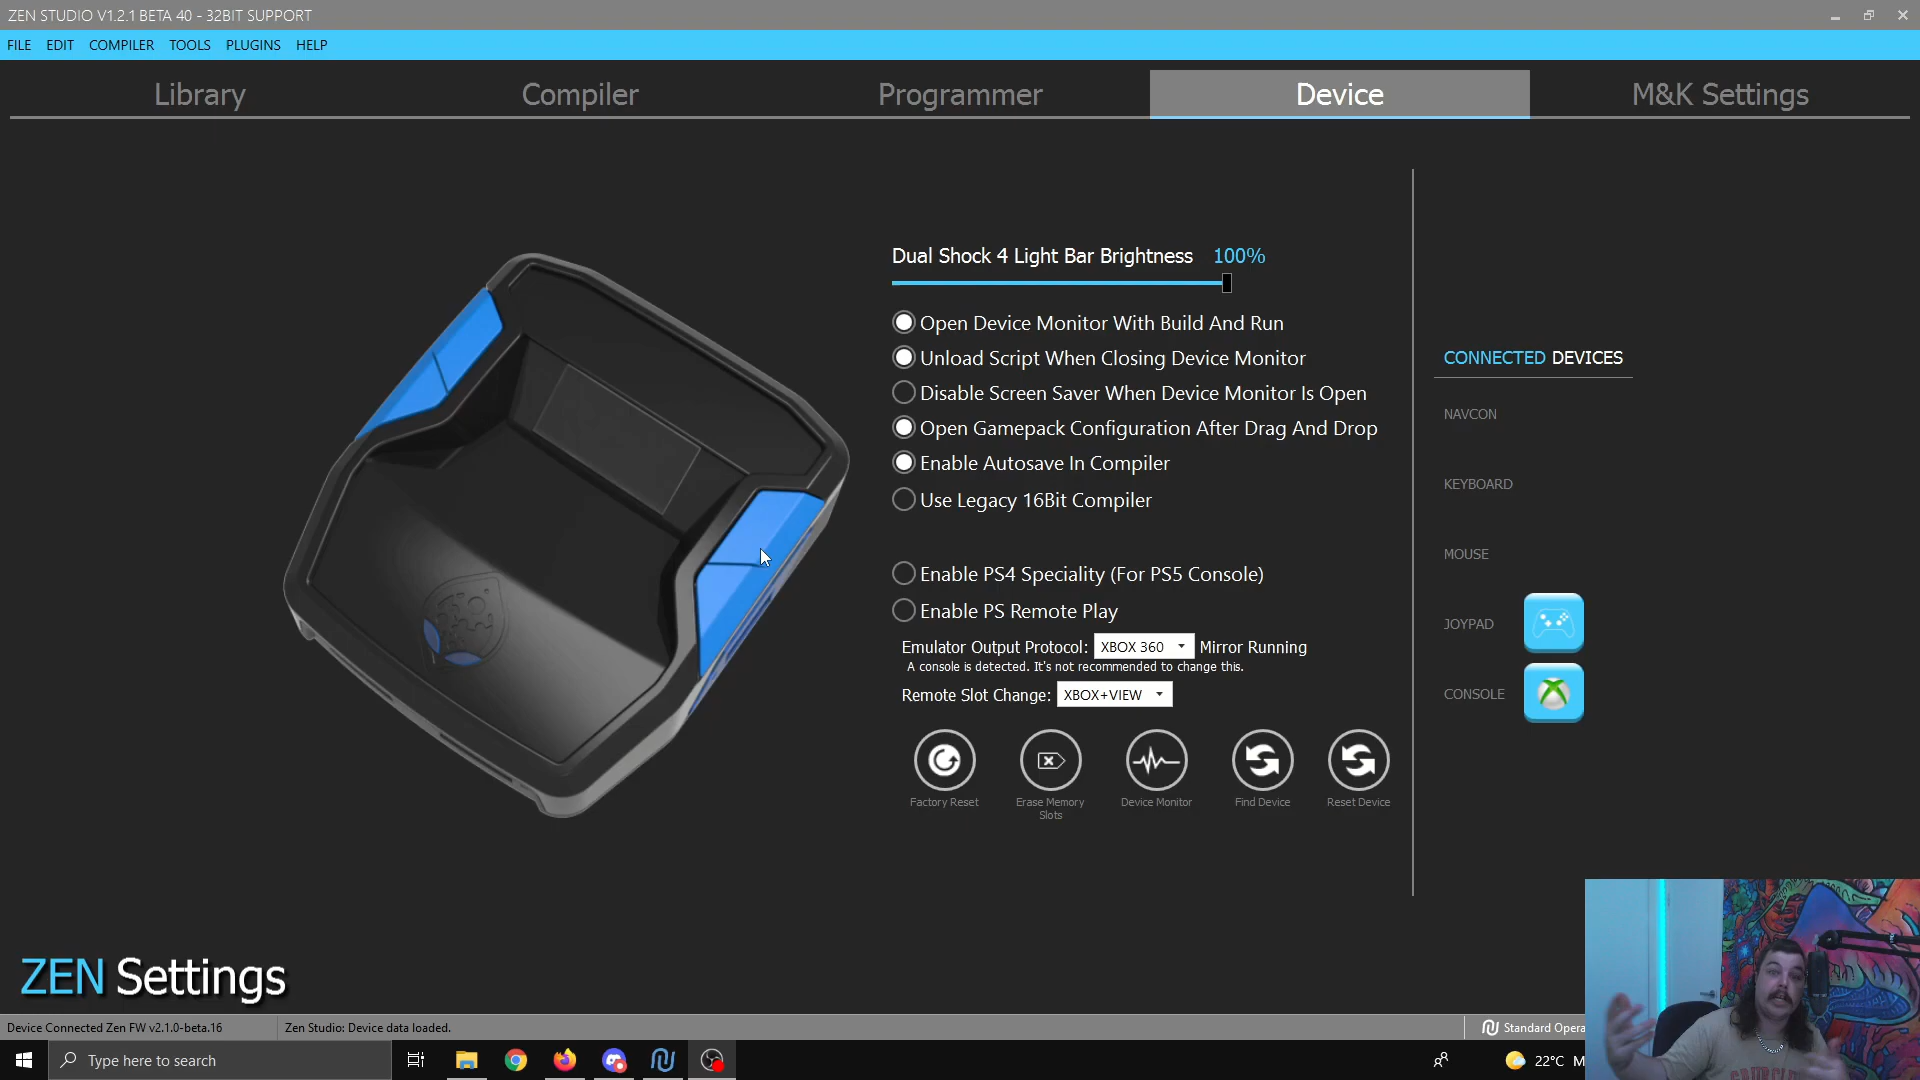 ZEN STUDIO V1.2.1 BETA 40 - 32BIT SUPPORT
FILE EDIT COMPILER TOOLS PLUGINS HELP
Library Compiler Programmer Device M&K Settings
Dual Shock 4 Light Bar Brightness 100%
Open Device Monitor With Build And Run
Unload Script When Closing Device Monitor
Disable Screen Saver When Device Monitor Is Open
Open Gamepack Configuration After Drag And Drop
Enable Autosave In Compiler
Use Legacy 16Bit Compiler
Enable PS4 Speciality (For PS5 Console)
Enable PS Remote Play
Emulator Output Protocol: XBOX 360 Mirror Running
A console is detected. It's not recommended to change this.
Remote Slot Change: XBOX+VIEW
Factory Reset
Erase Memory
Slots
Device Monitor
Find Device
Reset Device
CONNECTED DEVICES
NAVCON
KEYBOARD
MOUSE
JOYPAD
CONSOLE
ZEN Settings
Device Connected Zen FW v2.1.0-beta.16
Zen Studio: Device data loaded.
Standard Opera
Type here to search
22°C M